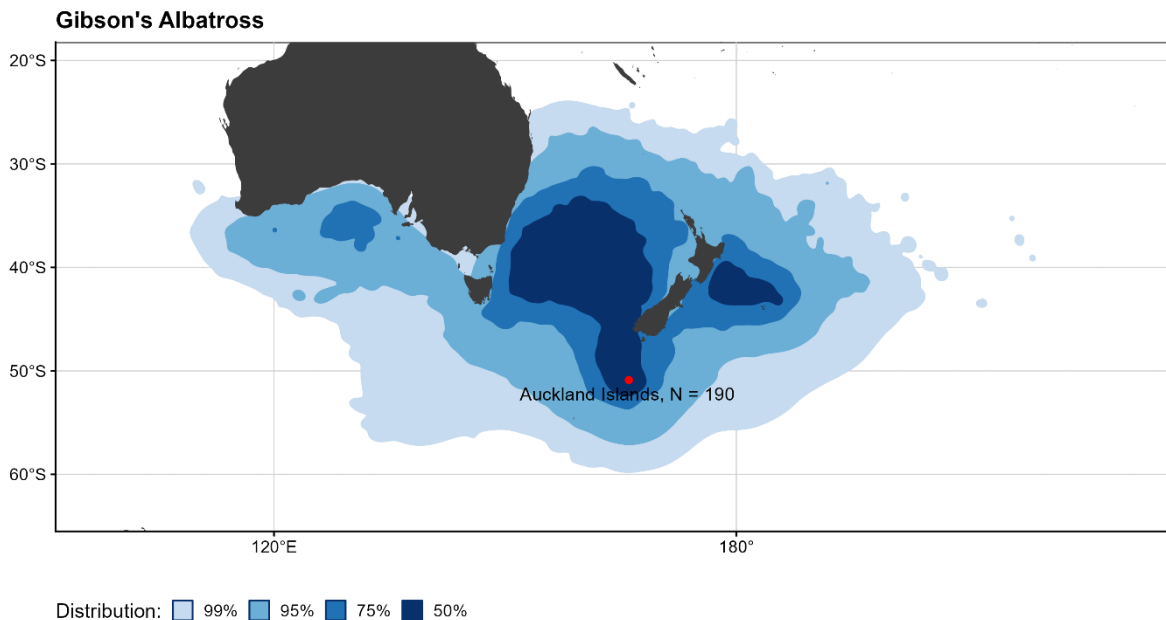 Gibson's Albatross
20°S
30°S
40°S
50°S
60°S
Auckland Islands, N = 190
120°E 180°
Distribution: 99% 95% 75% 50%